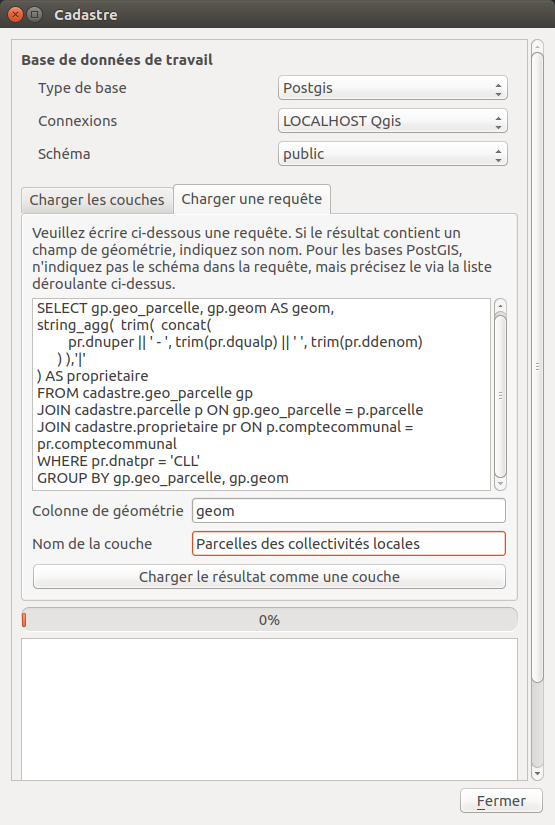 Cadastre
Base de données de travail
Type de base Postgis
Connexions LOCALHOST Qgis
Schéma public
Charger les couches Charger une requête
Veuillez écrire ci-dessous une requête. Si le résultat contient un
champ de géométrie, indiquez son nom. Pour les bases PostGIS,
n'indiquez pas le schéma dans la requête, mais précisez le via la liste
déroulante ci-dessus.
SELECT gp.geo_parcelle, gp.geom AS geom,
string_agg(  trim(  concat(
pr.dnuper || ' - ', trim(pr.dqualp) || ' ', trim(pr.ddenom)
) ),'|'
) AS proprietaire
FROM cadastre.geo_parcelle gp
JOIN cadastre.parcelle p ON gp.geo_parcelle = p.parcelle
JOIN cadastre.proprietaire pr ON p.comptecommunal =
pr.comptecommunal
WHERE pr.dnatpr = 'CLL'
GROUP BY gp.geo_parcelle, gp.geom
Colonne de géométrie geom
Nom de la couche Parcelles des collectivités locales
Charger le résultat comme une couche
0%
Fermer